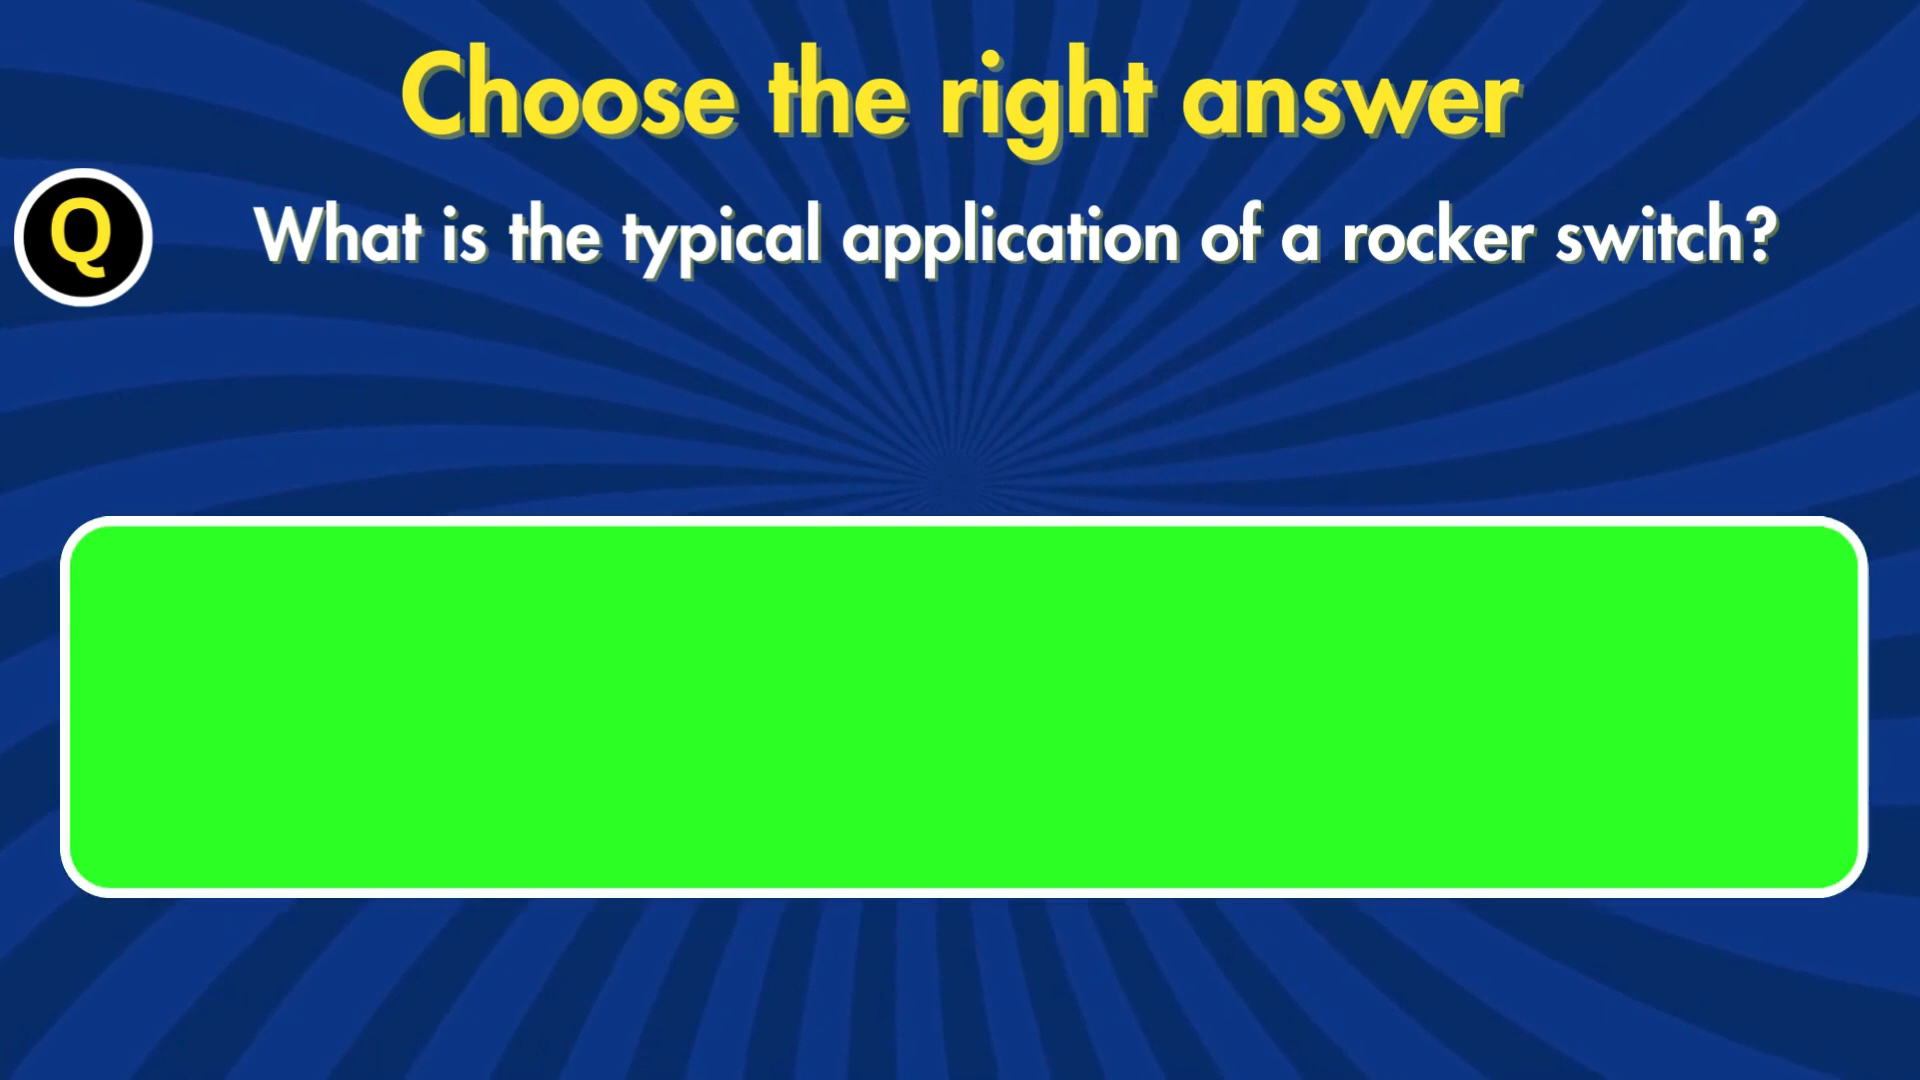 Choose the right answer
Q
What is the typical application of a rocker switch?